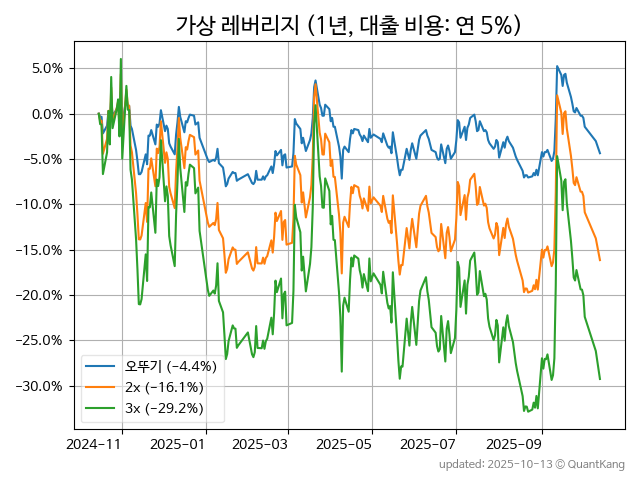 가상 레버리지 (1년, 대출 비용: 연 5%)
5.0%
0.0%
−5.0%
−10.0%
−15.0%
−20.0%
−25.0%
−30.0%
오뚜기 (−4.4%)
2x (−16.1%)
3x (−29.2%)
2024-11 2025-01 2025-03 2025-05 2025-07 2025-09
updated: 2025-10-13 © QuantKang